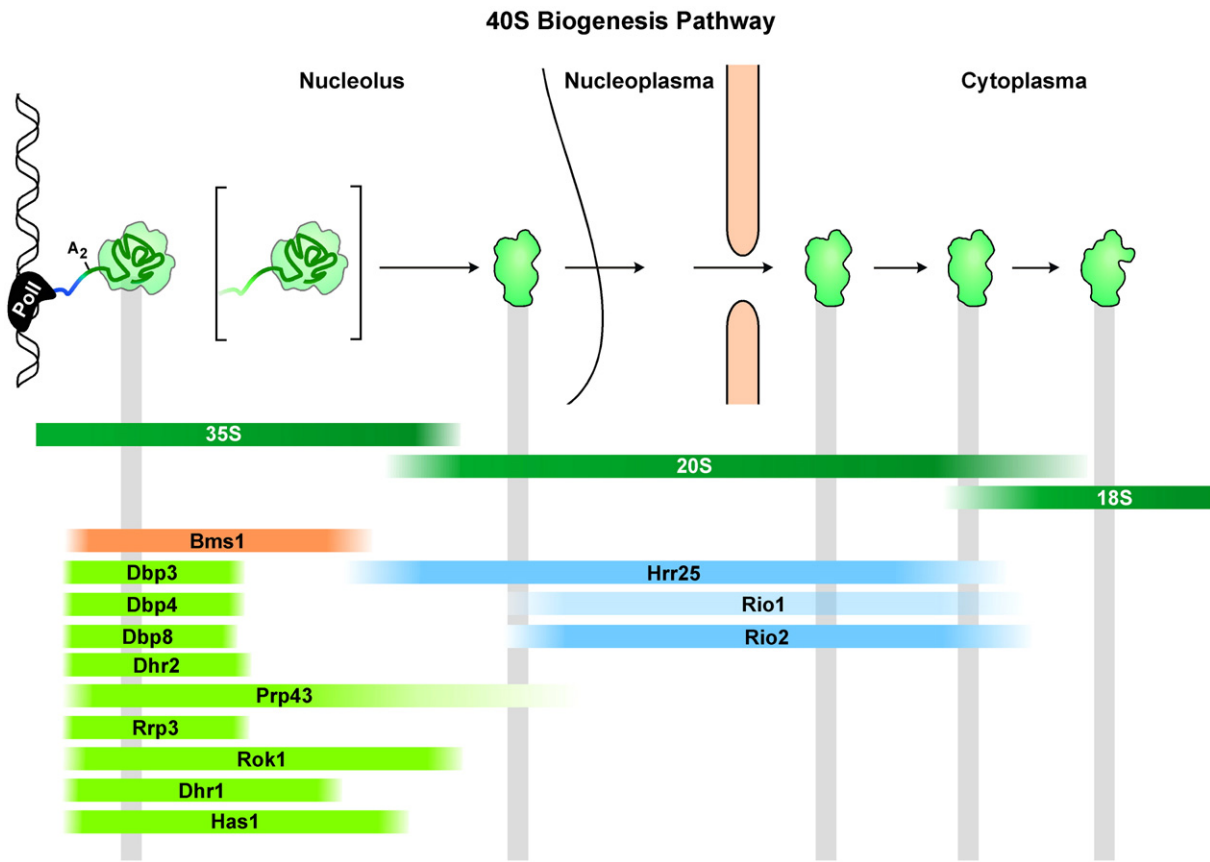 40S Biogenesis Pathway
Nucleolus
Nucleoplasma
Cytoplasma
A2
PolI
35S
20S
18S
Bms1
Dbp3
Hrr25
Dbp4
Rio1
Dbp8
Rio2
Dhr2
Prp43
Rrp3
Rok1
Dhr1
Has1